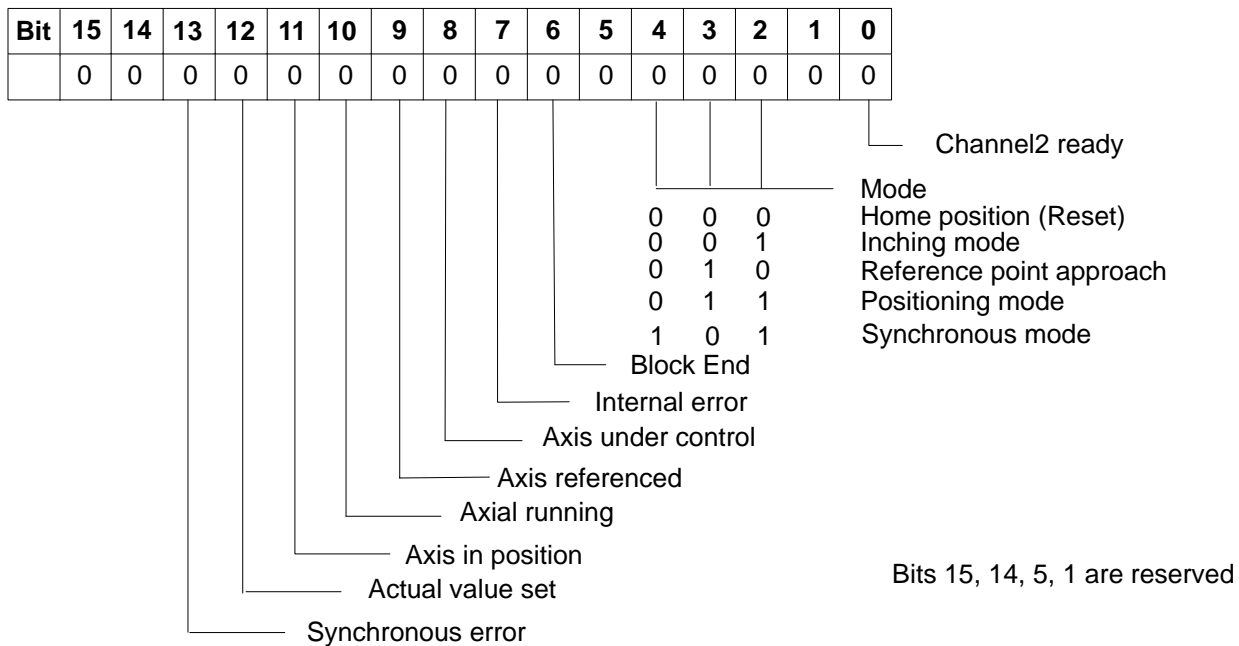 Bit 15 14 13 12 11 10 9 8 7 6 5 4 3 2 1 0
0 0 0 0 0 0 0 0 0 0 0 0 0 0 0 0
Channel2 ready
Mode
0 0 0 Home position (Reset)
0 0 1 Inching mode
0 1 0 Reference point approach
0 1 1 Positioning mode
1 0 1 Synchronous mode
Block End
Internal error
Axis under control
Axis referenced
Axial running
Axis in position
Bits 15, 14, 5, 1 are reserved
Actual value set
Synchronous error